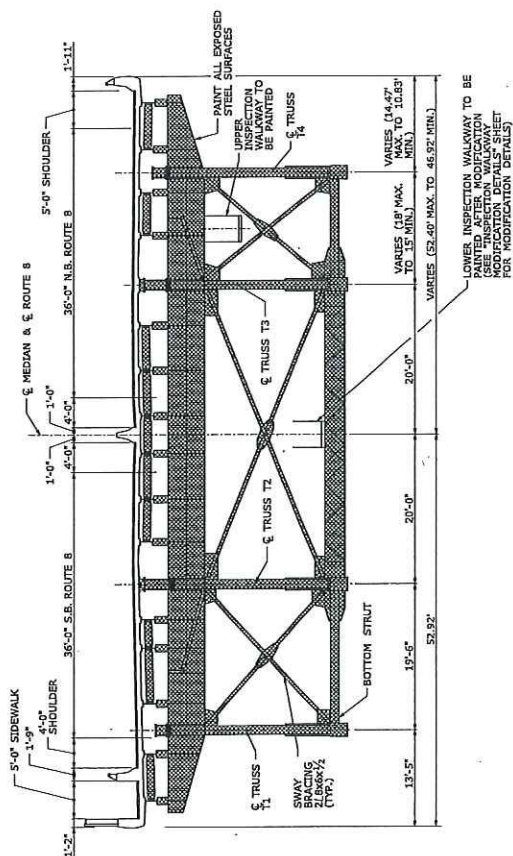 1'-2"
5'-0" SIDEWALK
1'-9"
4'-0"
SHOULDER
36'-0" S.B. ROUTE 8
1'-0"
4'-0"
℄ MEDIAN & ℄ ROUTE 8
4'-0"
1'-0"
36'-0" N.B. ROUTE 8
5'-0" SHOULDER
1'-11"
PAINT ALL EXPOSED
STEEL SURFACES
UPPER
INSPECTION
WALKWAY TO
BE PAINTED
℄ TRUSS
T4
℄ TRUSS T3
℄ TRUSS T2
℄ TRUSS
T1
SWAY
BRACING
2L8x6x½
(TYP.)
BOTTOM STRUT
13'-5"
19'-6"
20'-0"
20'-0"
VARIES (18' MAX.
TO 15' MIN.)
VARIES (14.47'
MAX. TO 10.83')
52.92'
VARIES (52.40' MAX. TO 46.92' MIN.)
LOWER INSPECTION WALKWAY TO BE
PAINTED AFTER MODIFICATION
(SEE "INSPECTION WALKWAY
MODIFICATION DETAILS" SHEET
FOR MODIFICATION DETAILS)